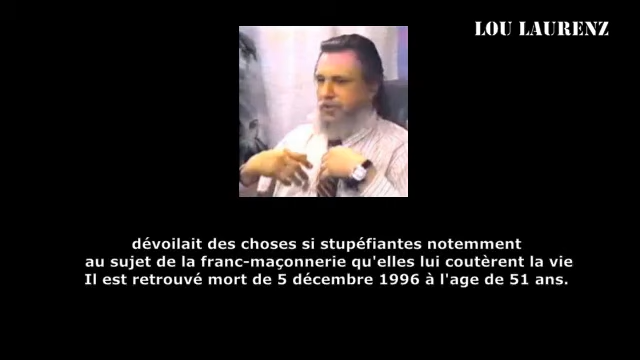 LOU LAURENZ
dévoilait des choses si stupéfiantes notemment
au sujet de la franc-maçonnerie qu'elles lui coutèrent la vie
Il est retrouvé mort de 5 décembre 1996 à l'age de 51 ans.